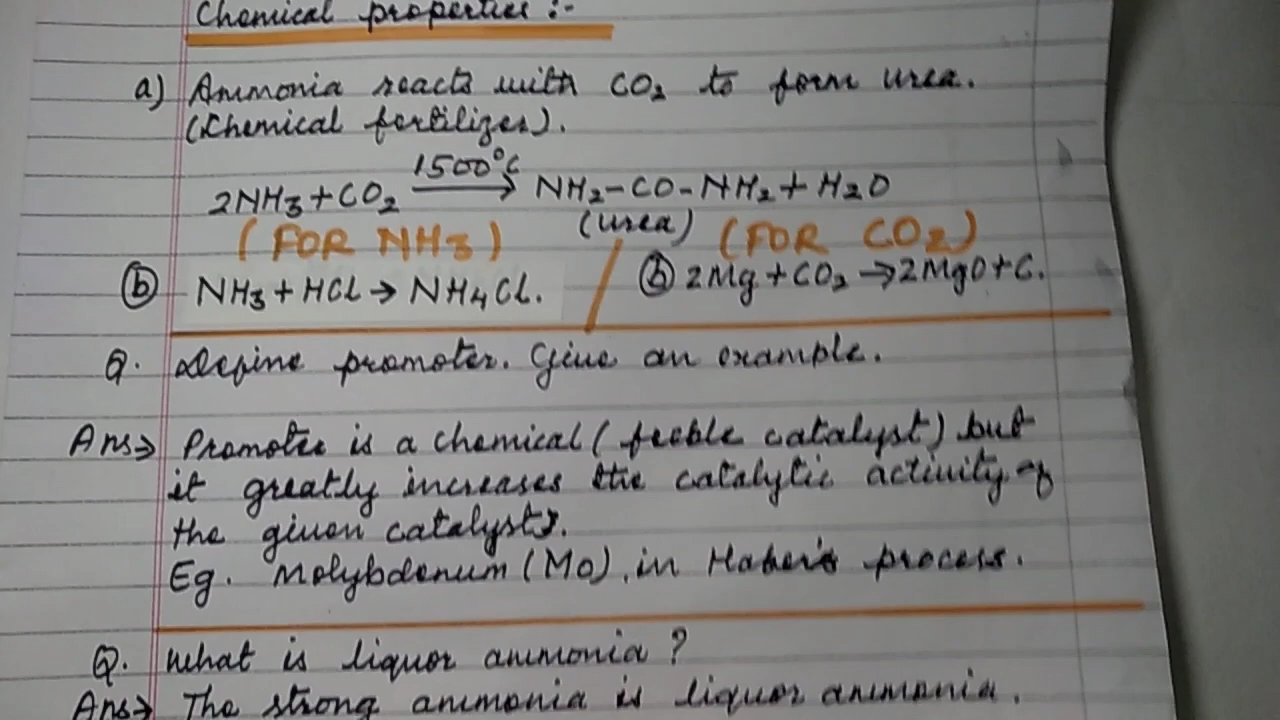 Chemical properties :-
a) Ammonia reacts with CO₂ to form urea.
(Chemical fertilizer).
2NH₃+CO₂ 1500°C → NH₂-CO-NH₂+H₂O
(urea)
(FOR NH₃) / (FOR CO₂)
(b) NH₃+HCl→NH₄Cl. (b) 2Mg+CO₂→2MgO+C.
Q. Define promoter. Give an example.
Ans→ Promoter is a chemical (feeble catalyst) but
it greatly increases the catalytic activity of
the given catalyst.
Eg. Molybdenum (Mo) in Haber's process.
Q. What is liquor ammonia?
Ans→ The strong ammonia is liquor ammonia.